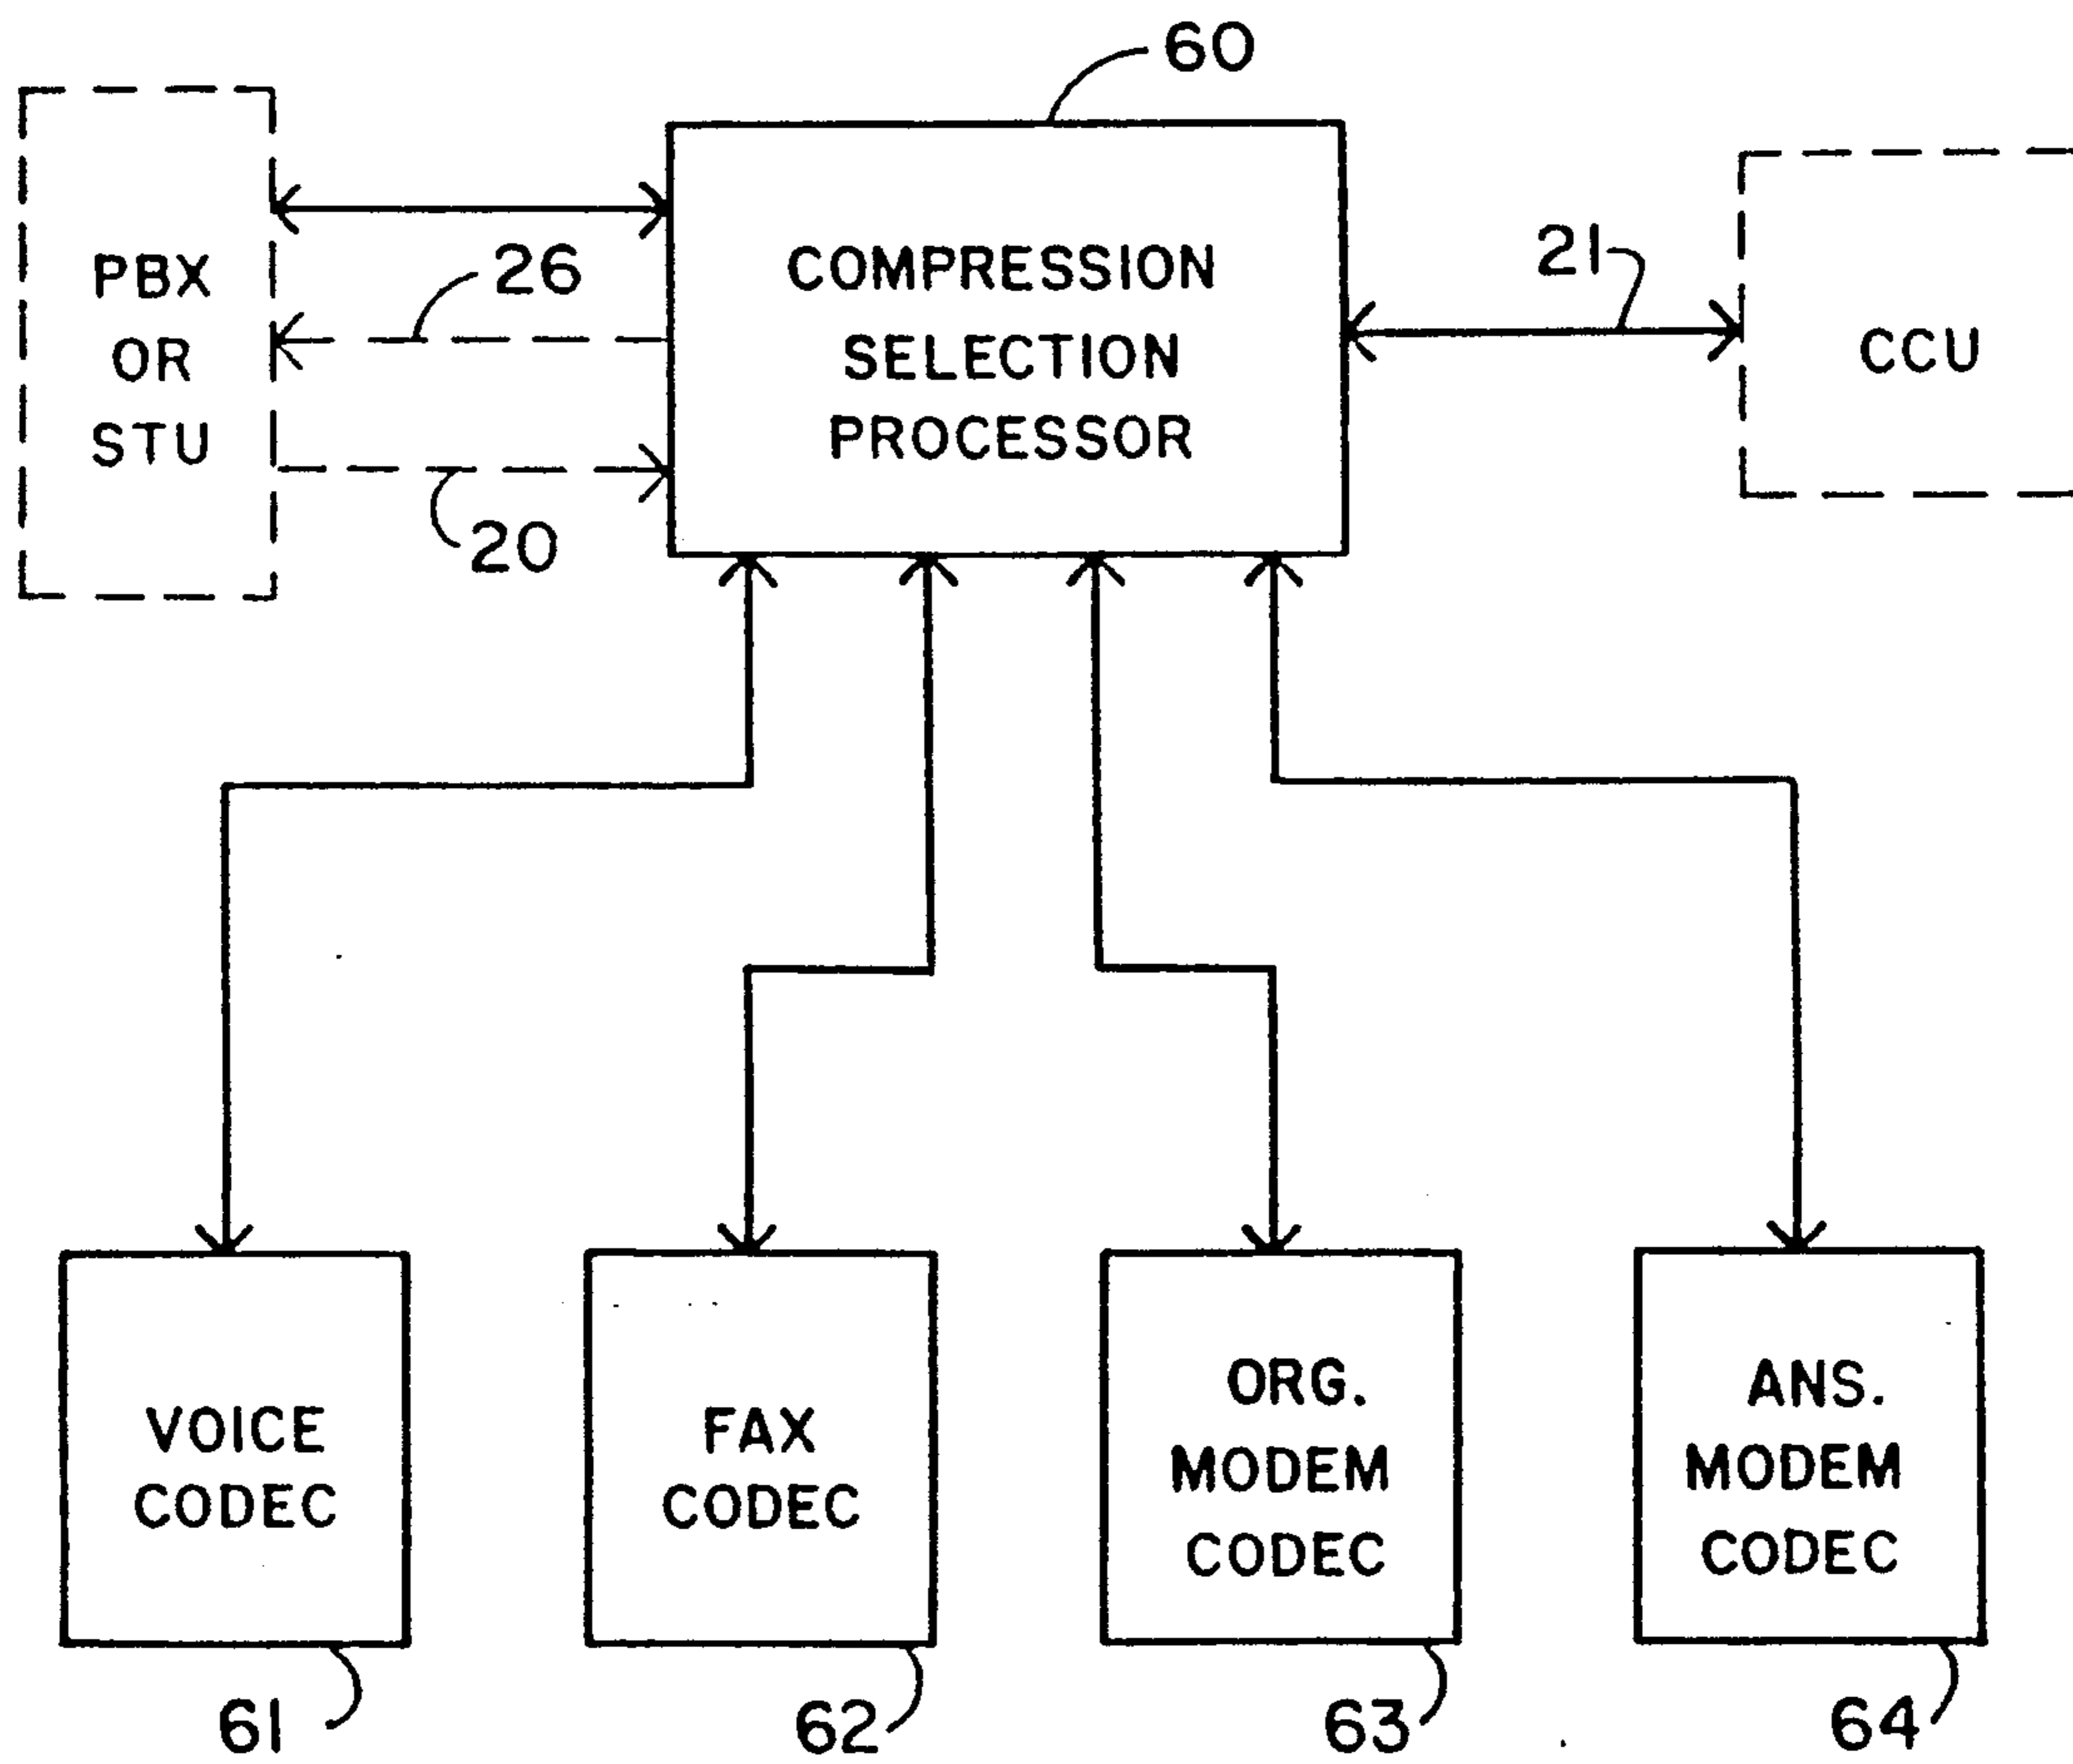 60
PBX
OR
STU
26
20
COMPRESSION
SELECTION
PROCESSOR
21
CCU
VOICE
CODEC
FAX
CODEC
ORG.
MODEM
CODEC
ANS.
MODEM
CODEC
61
62
63
64